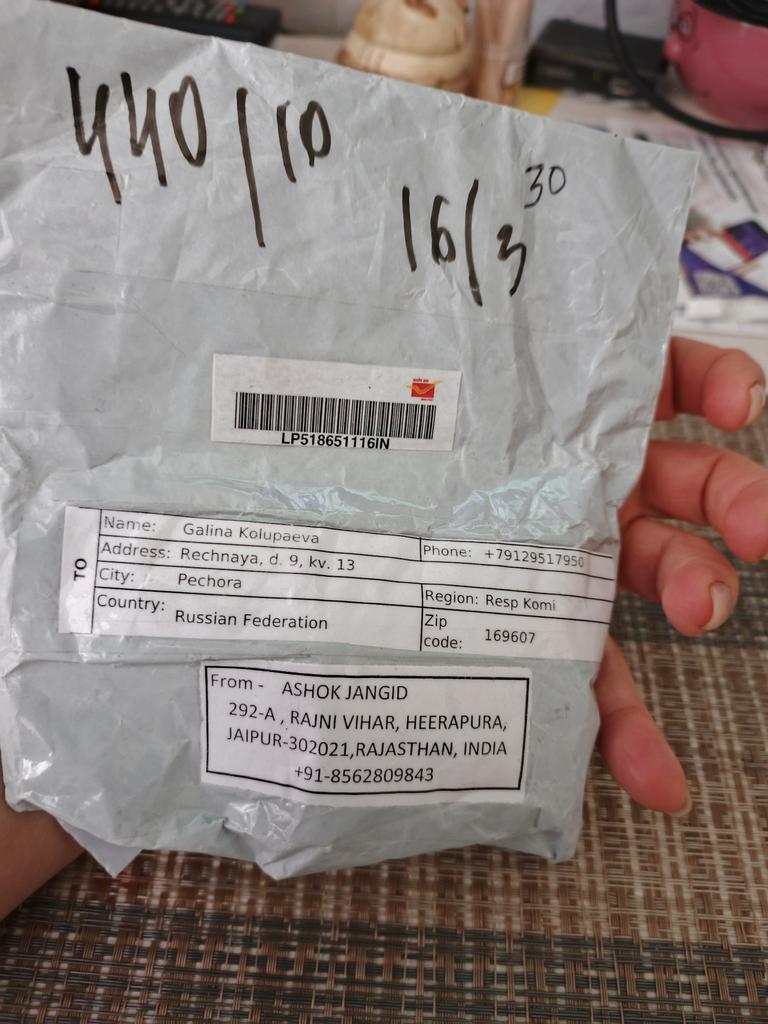 440/10
16/3 30
LP518651116IN
TO
Name: Galina Kolupaeva
Phone: +79129517950
Address: Rechnaya, d. 9, kv. 13
City: Pechora
Region: Resp Komi
Country: Russian Federation
Zip code: 169607
From - ASHOK JANGID
292-A , RAJNI VIHAR, HEERAPURA,
JAIPUR-302021,RAJASTHAN, INDIA
+91-8562809843